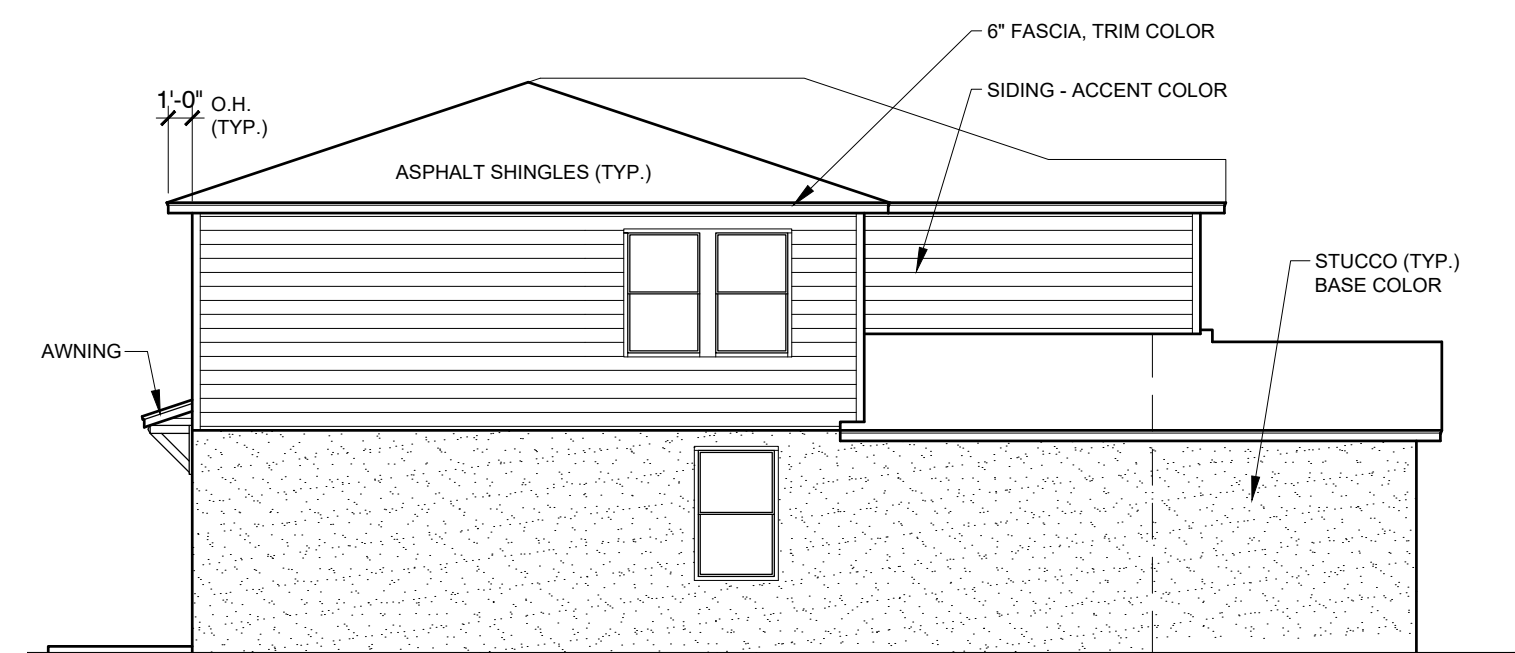 6" FASCIA, TRIM COLOR
SIDING - ACCENT COLOR
1'-0" O.H.
(TYP.)
ASPHALT SHINGLES (TYP.)
STUCCO (TYP.)
BASE COLOR
AWNING